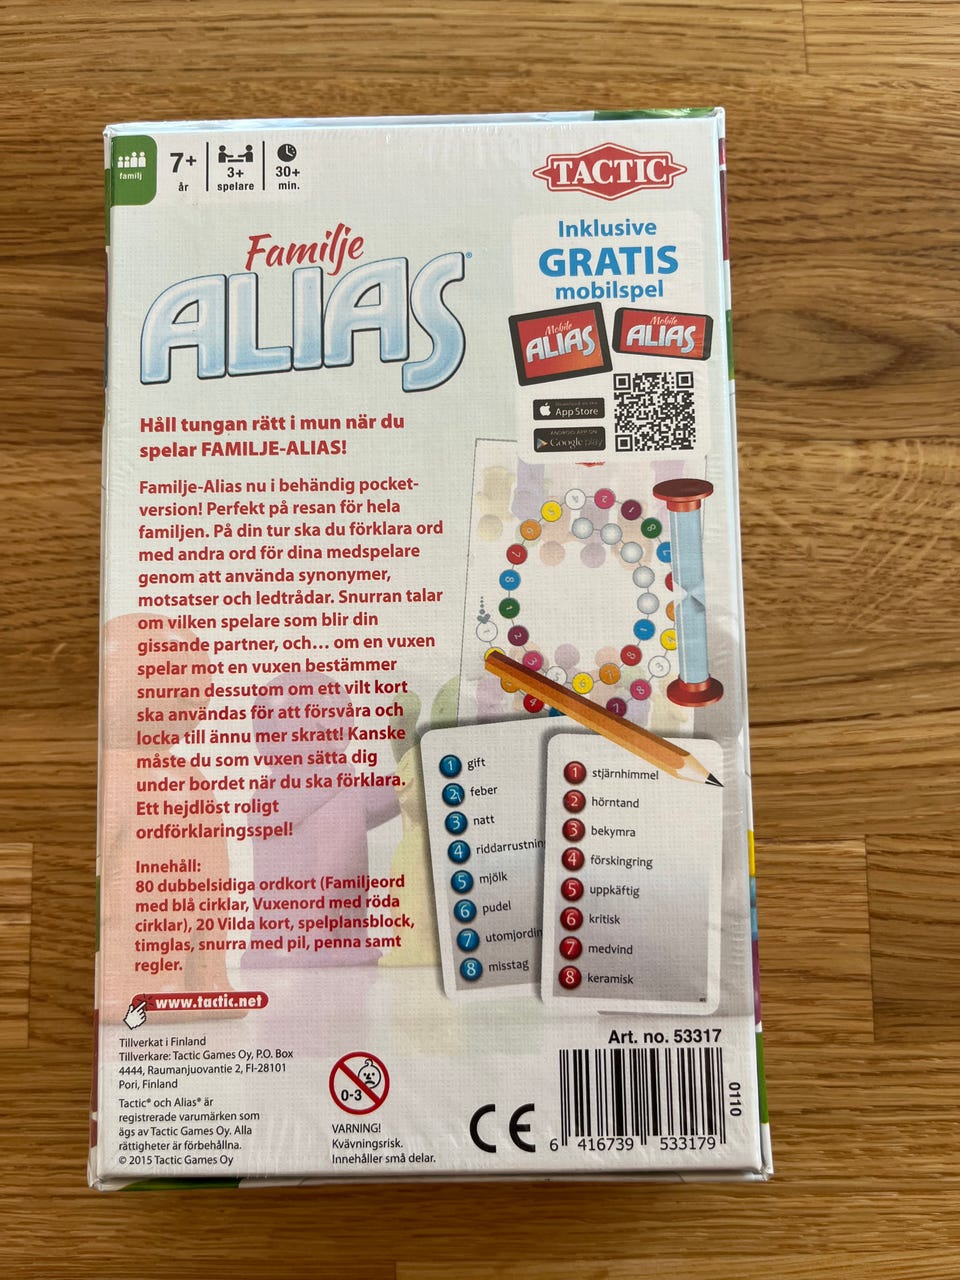 familj
7+
år
3+
spelare
30+
min.
TACTIC
Familje
ALIAS®
Inklusive
GRATIS
mobilspel
Mobile
ALIAS
Mobile
ALIAS
App Store
ANDROID APP ON
Google play
Håll tungan rätt i mun när du
spelar FAMILJE-ALIAS!
Familje-Alias nu i behändig pocket-
version! Perfekt på resan för hela
familjen. På din tur ska du förklara ord
med andra ord för dina medspelare
genom att använda synonymer,
motsatser och ledtrådar. Snurran talar
om vilken spelare som blir din
gissande partner, och... om en vuxen
spelar mot en vuxen bestämmer
snurran dessutom om ett vilt kort
ska användas för att försvåra och
locka till ännu mer skratt! Kanske
måste du som vuxen sätta dig
under bordet när du ska förklara.
Ett hejdlöst roligt
ordförklaringsspel!
Innehåll:
80 dubbelsidiga ordkort (Familjeord
med blå cirklar, Vuxenord med röda
cirklar), 20 Vilda kort, spelplansblock,
timglas, snurra med pil, penna samt
regler.
www.tactic.net
1 gift
2 feber
3 natt
4 riddarrustnin
5 mjölk
6 pudel
7 utomjordin
8 misstag
1 stjärnhimmel
2 hörntand
3 bekymra
4 förskingring
5 uppkäftig
6 kritisk
7 medvind
8 keramisk
Tillverkat i Finland
Tillverkare: Tactic Games Oy, P.O. Box
4444, Raumanjuovantie 2, FI-28101
Pori, Finland
Tactic® och Alias® är
registrerade varumärken som
ägs av Tactic Games Oy. Alla
rättigheter är förbehållna.
© 2015 Tactic Games Oy
0-3
VARNING!
Kvävningsrisk.
Innehåller små delar.
CE
Art. no. 53317
6 416739 533179
0110